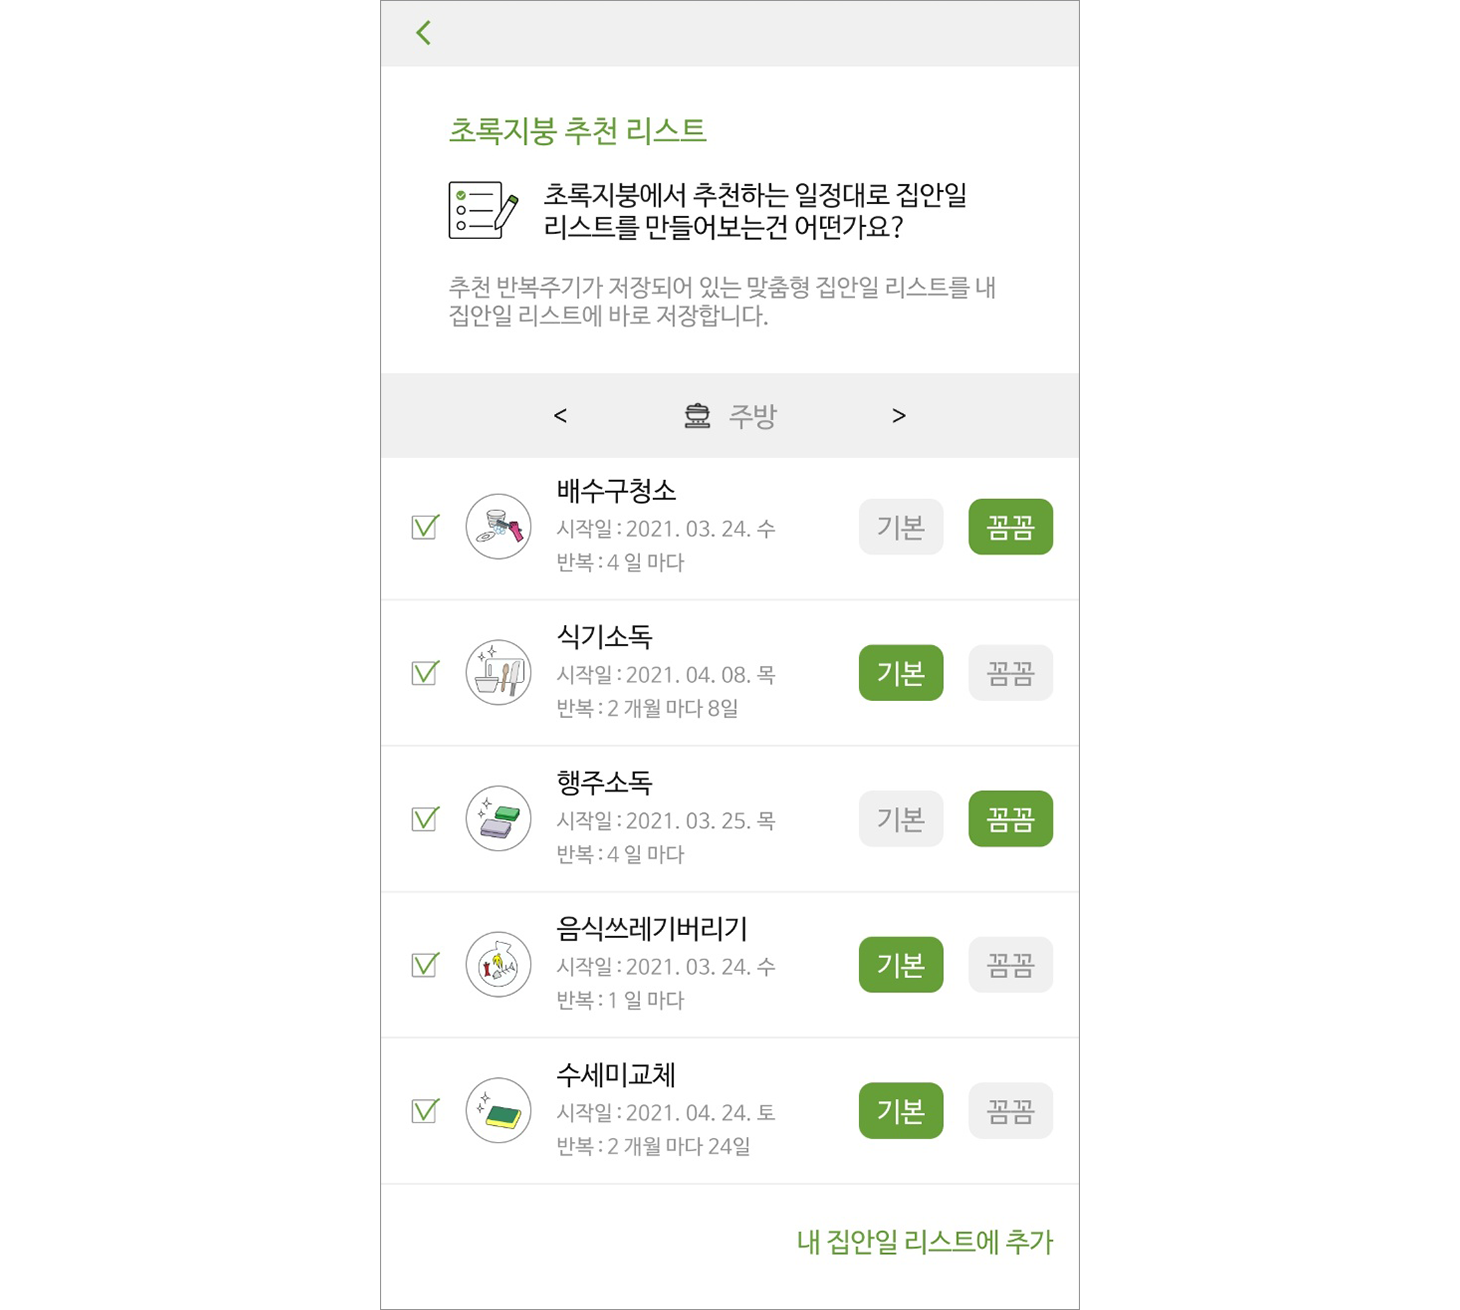 초록지붕 추천 리스트
초록지붕에서 추천하는 일정대로 집안일
리스트를 만들어보는건 어떤가요?
추천 반복주기가 저장되어 있는 맞춤형 집안일 리스트를 내
집안일 리스트에 바로 저장합니다.
< 주방 >
배수구청소
시작일 : 2021. 03. 24. 수
반복 : 4 일 마다
기본 꼼꼼
식기소독
시작일 : 2021. 04. 08. 목
반복 : 2 개월 마다 8일
기본 꼼꼼
행주소독
시작일 : 2021. 03. 25. 목
반복 : 4 일 마다
기본 꼼꼼
음식쓰레기버리기
시작일 : 2021. 03. 24. 수
반복 : 1 일 마다
기본 꼼꼼
수세미교체
시작일 : 2021. 04. 24. 토
반복 : 2 개월 마다 24일
기본 꼼꼼
내 집안일 리스트에 추가